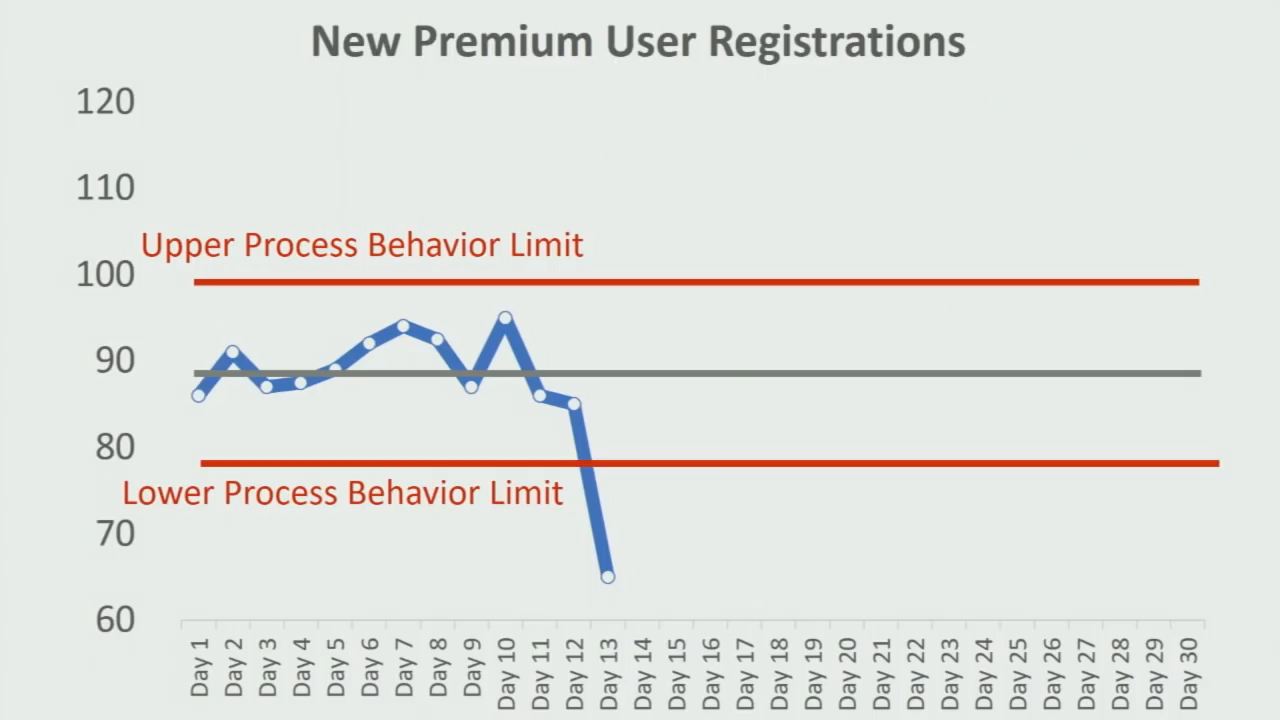 New Premium User Registrations
120
110
Upper Process Behavior Limit
100
90
80
Lower Process Behavior Limit
70
60
Day 1
Day 2
Day 3
Day 4
Day 5
Day 6
Day 7
Day 8
Day 9
Day 10
Day 11
Day 12
Day 13
Day 14
Day 15
Day 16
Day 17
Day 18
Day 19
Day 20
Day 21
Day 22
Day 23
Day 24
Day 25
Day 26
Day 27
Day 28
Day 29
Day 30